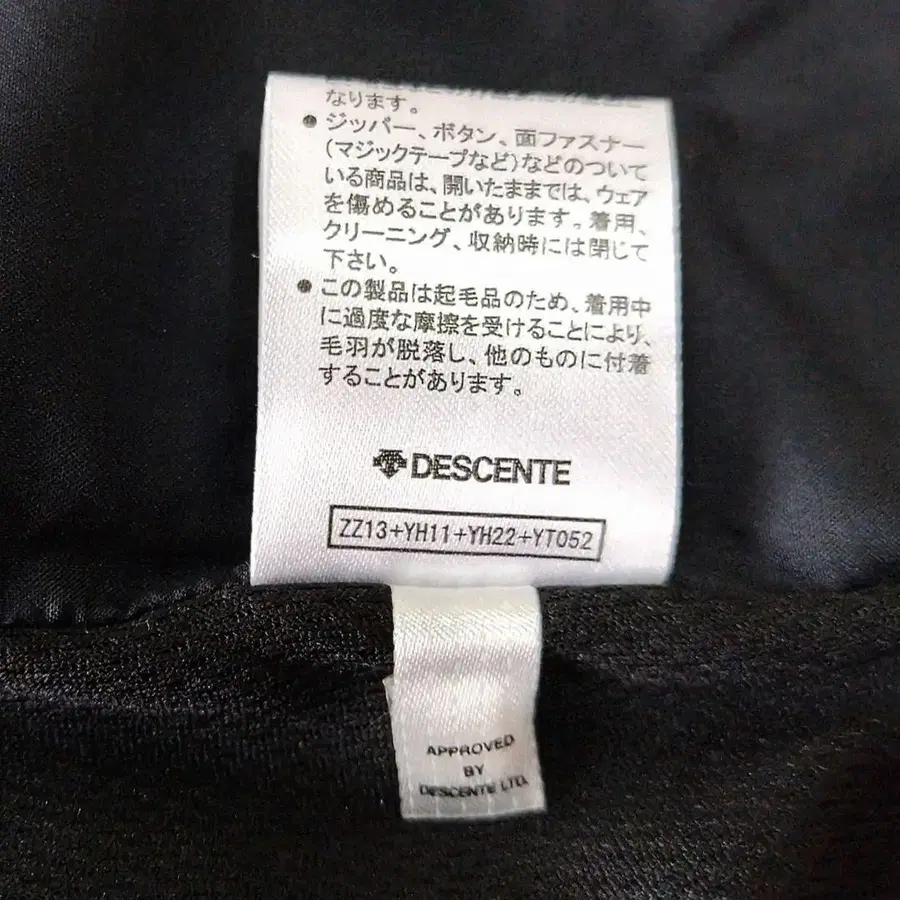 なります。
● ジッパー、ボタン、面ファスナー
(マジックテープなど)などのついて
いる商品は、開いたままでは、ウェア
を傷めることがあります。着用、
クリーニング、収納時には閉じて
下さい。
● この製品は起毛品のため、着用中
に過度な摩擦を受けることにより、
毛羽が脱落し、他のものに付着
することがあります。
DESCENTE
ZZ13+YH11+YH22+YT052
APPROVED
BY
DESCENTE LTD.